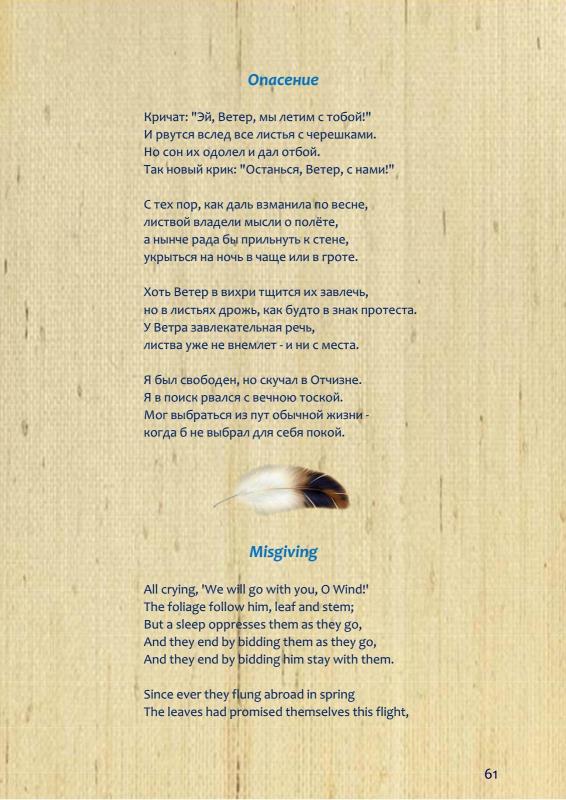 Опасение
Кричат: "Эй, Ветер, мы летим с тобой!"
И рвутся вслед все листья с черешками.
Но сон их одолел и дал отбой.
Так новый крик: "Останься, Ветер, с нами!"
С тех пор, как даль взманила по весне,
листвой владели мысли о полёте,
а нынче рада бы прильнуть к стене,
укрыться на ночь в чаще или в гроте.
Хоть Ветер в вихри тщится их завлечь,
но в листьях дрожь, как будто в знак протеста.
У Ветра завлекательная речь,
листва уже не внемлет - и ни с места.
Я был свободен, но скучал в Отчизне.
Я в поиск рвался с вечною тоской.
Мог выбраться из пут обычной жизни -
когда б не выбрал для себя покой.
Misgiving
All crying, 'We will go with you, O Wind!'
The foliage follow him, leaf and stem;
But a sleep oppresses them as they go,
And they end by bidding them as they go,
And they end by bidding him stay with them.
Since ever they flung abroad in spring
The leaves had promised themselves this flight,
61